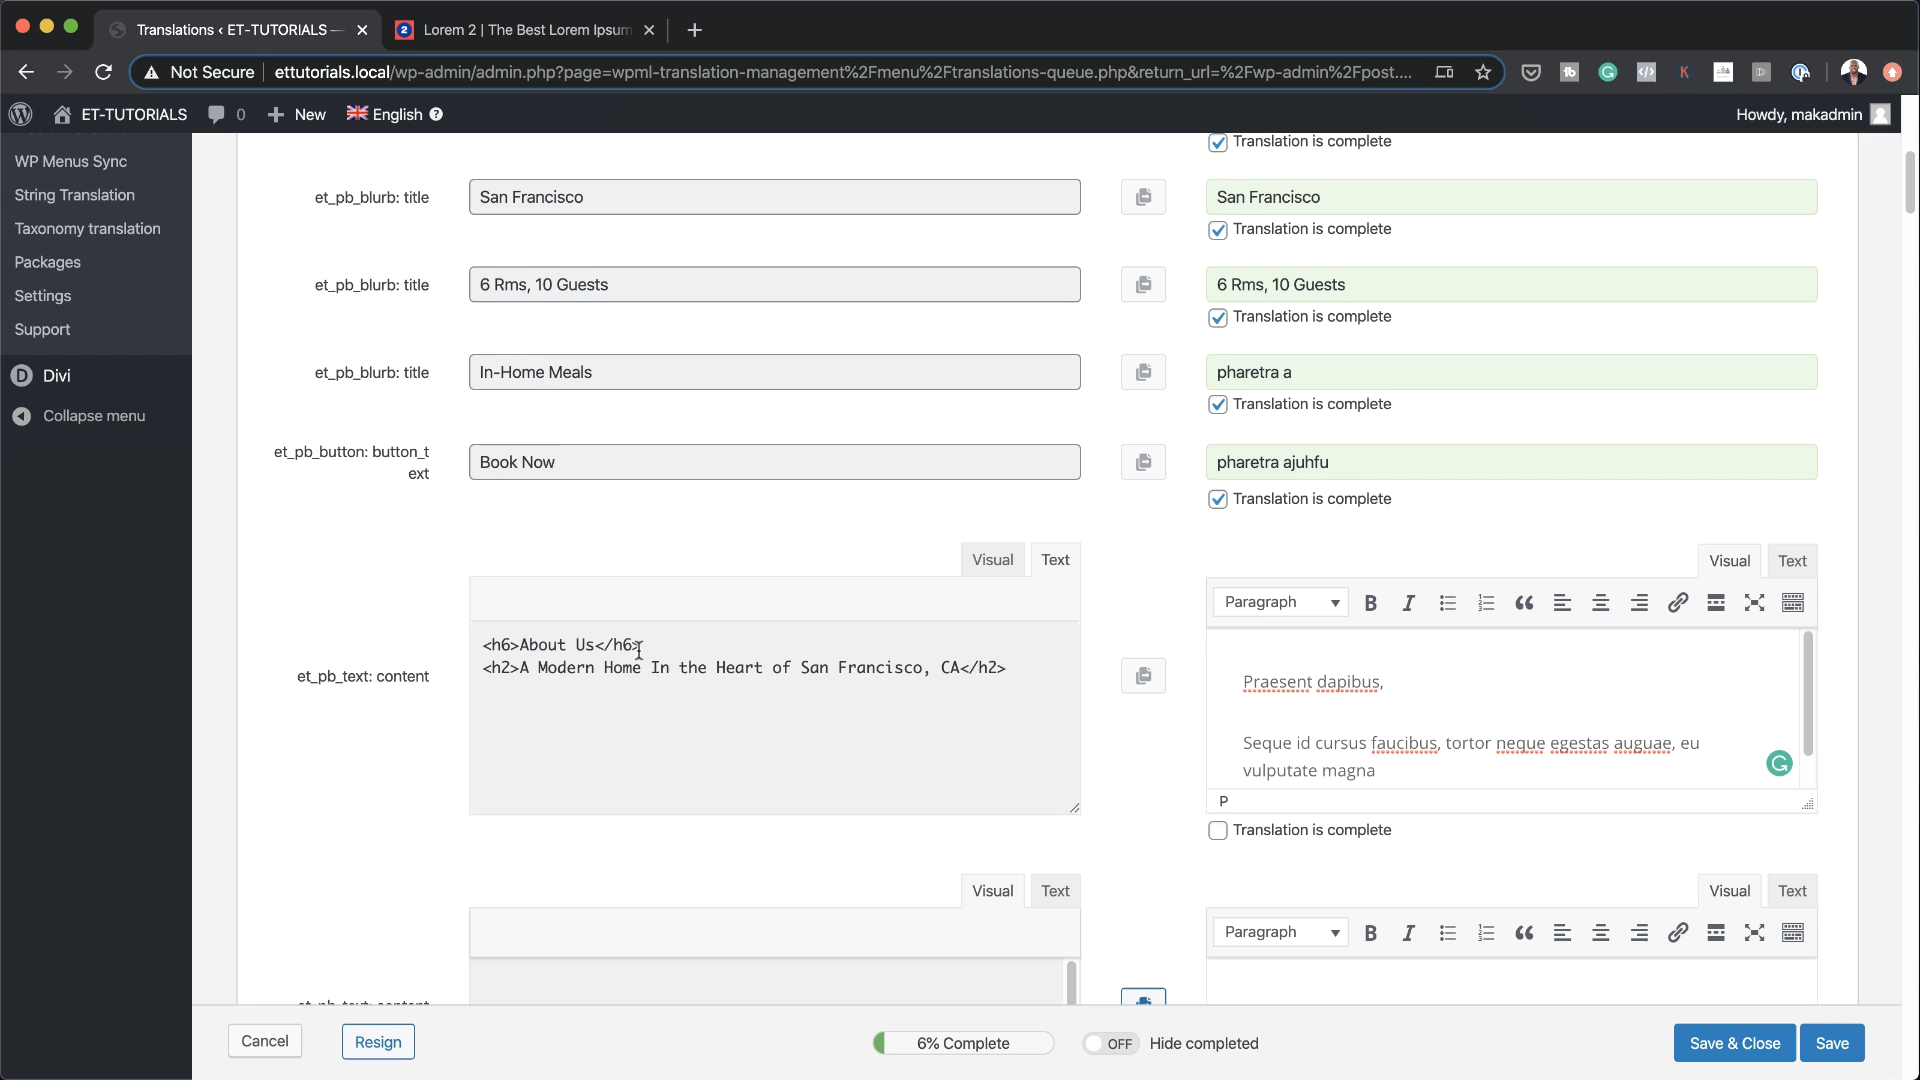 Translations ‹ ET-TUTORIALS —
Lorem 2 | The Best Lorem Ipsum
Not Secure
ettutorials.local/wp-admin/admin.php?page=wpml-translation-management%2Fmenu%2Ftranslations-queue.php&return_url=%2Fwp-admin%2Fpost....
ET-TUTORIALS
0
New
English
Howdy, makadmin
WP Menus Sync
String Translation
Taxonomy translation
Packages
Settings
Support
Divi
Collapse menu
Translation is complete
et_pb_blurb: title
San Francisco
San Francisco
Translation is complete
et_pb_blurb: title
6 Rms, 10 Guests
6 Rms, 10 Guests
Translation is complete
et_pb_blurb: title
In-Home Meals
pharetra a
Translation is complete
et_pb_button: button_t
ext
Book Now
pharetra ajuhfu
Translation is complete
Visual
Text
Visual
Text
Paragraph
et_pb_text: content
<h6>About Us</h6>
<h2>A Modern Home In the Heart of San Francisco, CA</h2>
Praesent dapibus,
Seque id cursus faucibus, tortor neque egestas auguae, eu
vulputate magna
P
Translation is complete
Visual
Text
Visual
Text
Paragraph
Cancel
Resign
6% Complete
OFF
Hide completed
Save & Close
Save